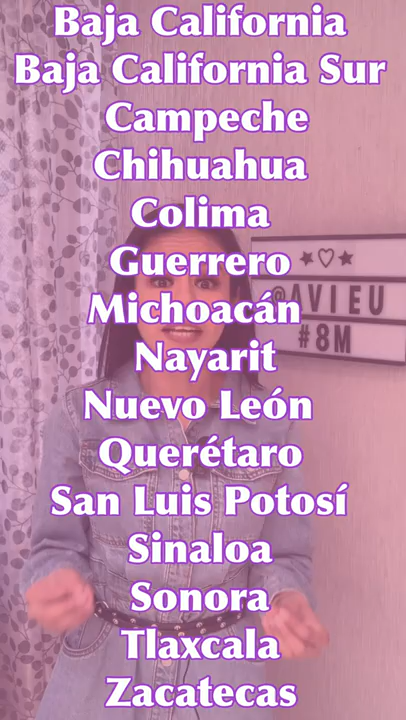 Baja California
Baja California Sur
Campeche
Chihuahua
Colima
Guerrero
Michoacán
Nayarit
Nuevo León
Querétaro
San Luis Potosí
Sinaloa
Sonora
Tlaxcala
Zacatecas
@AVIEU
#8M